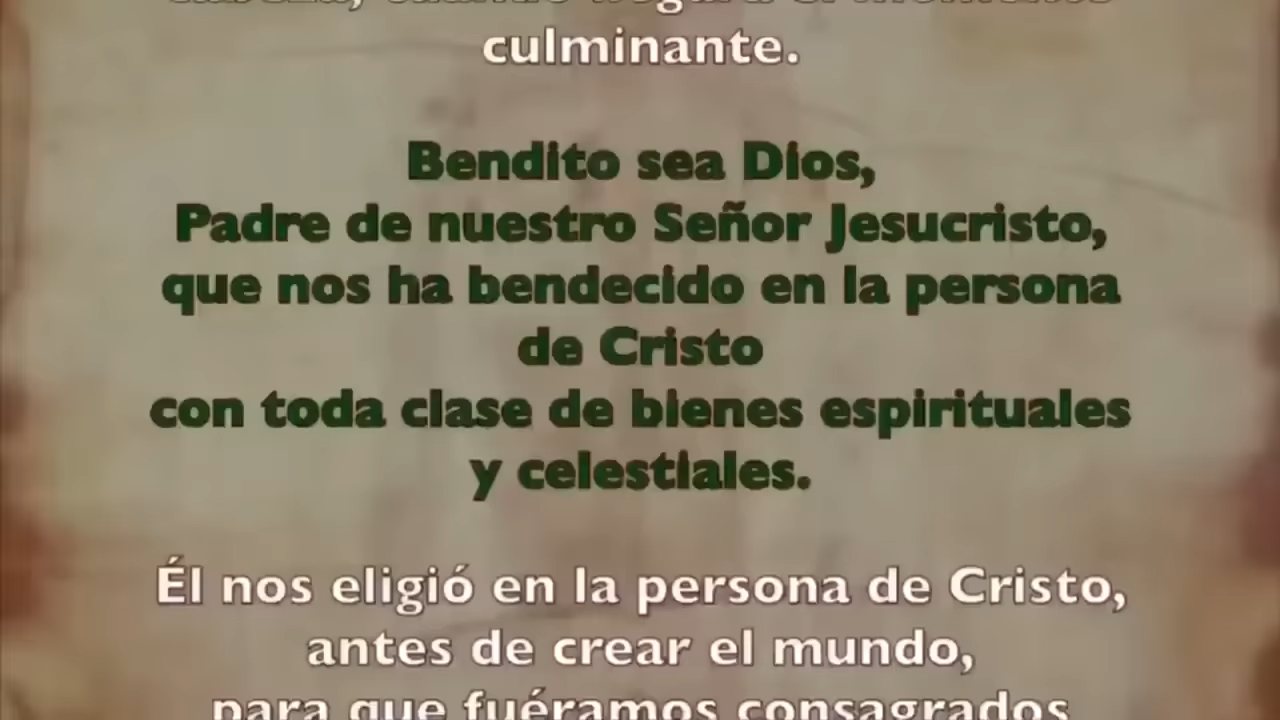 culminante.
Bendito sea Dios,
Padre de nuestro Señor Jesucristo,
que nos ha bendecido en la persona
de Cristo
con toda clase de bienes espirituales
y celestiales.
Él nos eligió en la persona de Cristo,
antes de crear el mundo,
para que fuéramos consagrados